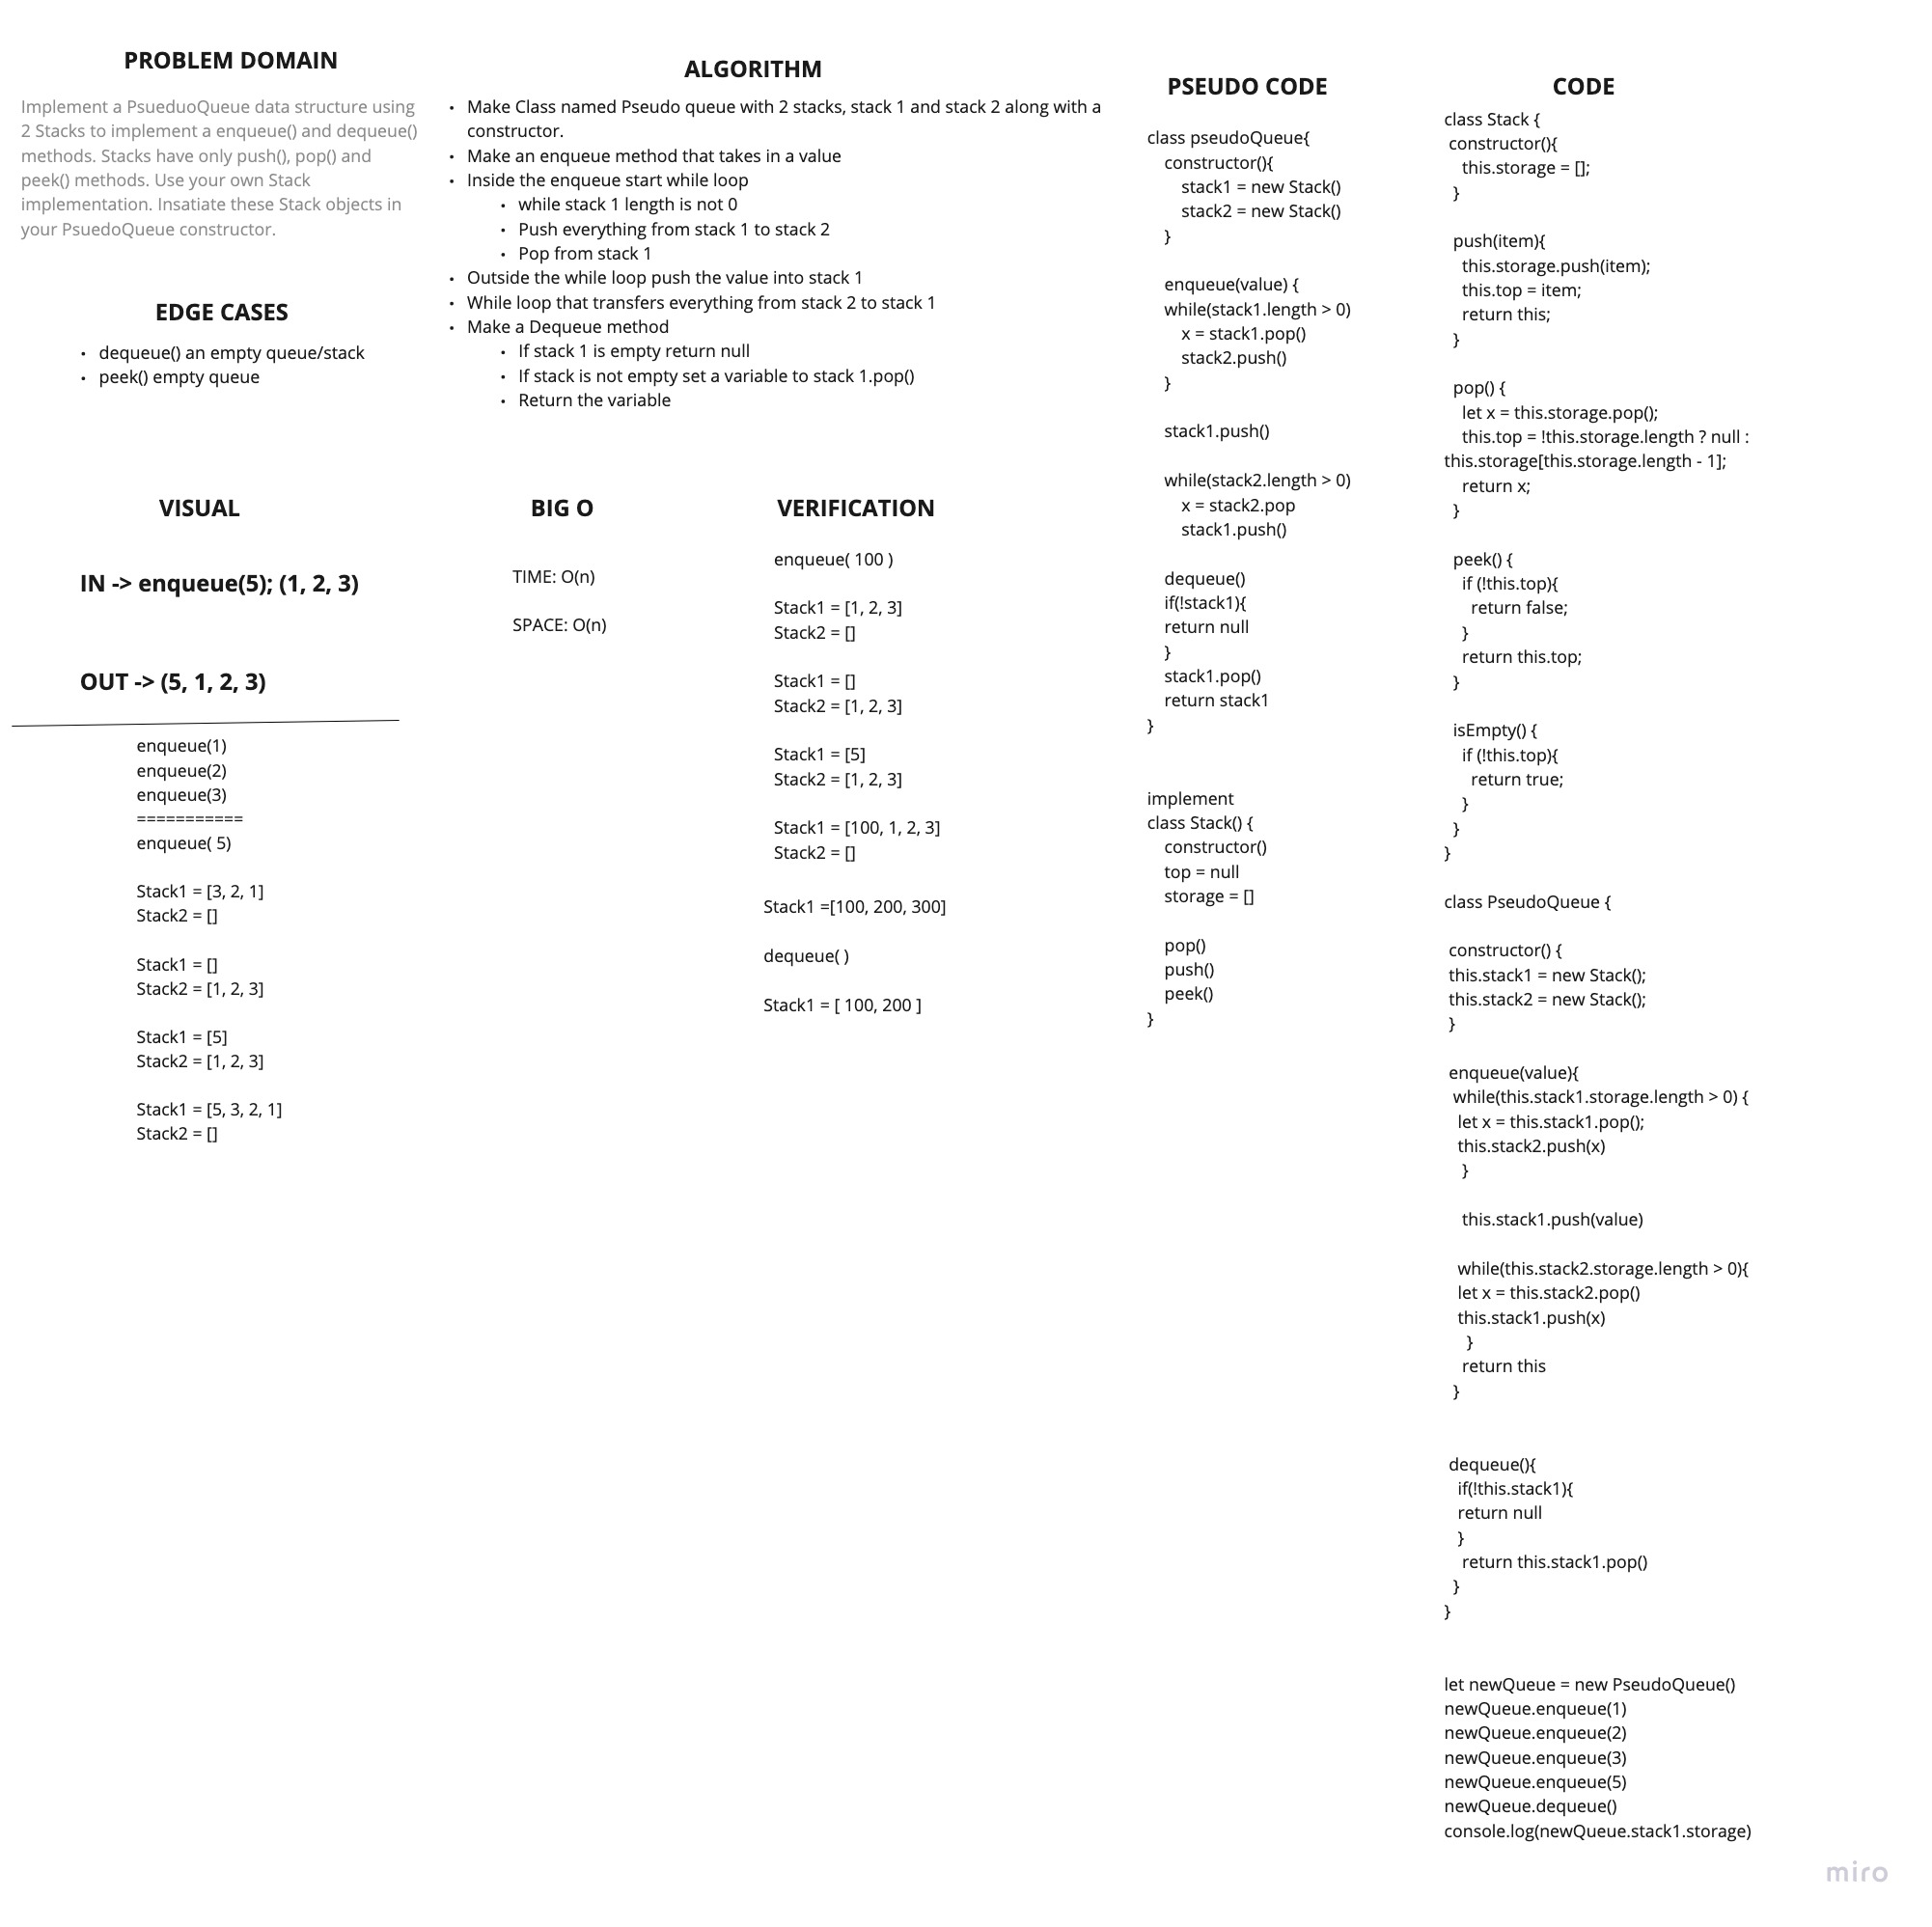 PROBLEM DOMAIN
Implement a PsueduoQueue data structure using
2 Stacks to implement a enqueue() and dequeue()
methods. Stacks have only push(), pop() and
peek() methods. Use your own Stack
implementation. Insatiate these Stack objects in
your PsuedoQueue constructor.
EDGE CASES
• dequeue() an empty queue/stack
• peek() empty queue
ALGORITHM
• Make Class named Pseudo queue with 2 stacks, stack 1 and stack 2 along with a
constructor.
• Make an enqueue method that takes in a value
• Inside the enqueue start while loop
• while stack 1 length is not 0
• Push everything from stack 1 to stack 2
• Pop from stack 1
• Outside the while loop push the value into stack 1
• While loop that transfers everything from stack 2 to stack 1
• Make a Dequeue method
• If stack 1 is empty return null
• If stack is not empty set a variable to stack 1.pop()
• Return the variable
VISUAL
IN -> enqueue(5); (1, 2, 3)
OUT -> (5, 1, 2, 3)
enqueue(1)
enqueue(2)
enqueue(3)
===========
enqueue( 5)
Stack1 = [3, 2, 1]
Stack2 = []
Stack1 = []
Stack2 = [1, 2, 3]
Stack1 = [5]
Stack2 = [1, 2, 3]
Stack1 = [5, 3, 2, 1]
Stack2 = []
BIG O
TIME: O(n)
SPACE: O(n)
VERIFICATION
enqueue( 100 )
Stack1 = [1, 2, 3]
Stack2 = []
Stack1 = []
Stack2 = [1, 2, 3]
Stack1 = [5]
Stack2 = [1, 2, 3]
Stack1 = [100, 1, 2, 3]
Stack2 = []
Stack1 =[100, 200, 300]
dequeue( )
Stack1 = [ 100, 200 ]
PSEUDO CODE
class pseudoQueue{
constructor(){
stack1 = new Stack()
stack2 = new Stack()
}
enqueue(value) {
while(stack1.length > 0)
x = stack1.pop()
stack2.push()
}
stack1.push()
while(stack2.length > 0)
x = stack2.pop
stack1.push()
dequeue()
if(!stack1){
return null
}
stack1.pop()
return stack1
}
implement
class Stack() {
constructor()
top = null
storage = []
pop()
push()
peek()
}
CODE
class Stack {
constructor(){
this.storage = [];
}
push(item){
this.storage.push(item);
this.top = item;
return this;
}
pop() {
let x = this.storage.pop();
this.top = !this.storage.length ? null :
this.storage[this.storage.length - 1];
return x;
}
peek() {
if (!this.top){
return false;
}
return this.top;
}
isEmpty() {
if (!this.top){
return true;
}
}
}
class PseudoQueue {
constructor() {
this.stack1 = new Stack();
this.stack2 = new Stack();
}
enqueue(value){
while(this.stack1.storage.length > 0) {
let x = this.stack1.pop();
this.stack2.push(x)
}
this.stack1.push(value)
while(this.stack2.storage.length > 0){
let x = this.stack2.pop()
this.stack1.push(x)
}
return this
}
dequeue(){
if(!this.stack1){
return null
}
return this.stack1.pop()
}
}
let newQueue = new PseudoQueue()
newQueue.enqueue(1)
newQueue.enqueue(2)
newQueue.enqueue(3)
newQueue.enqueue(5)
newQueue.dequeue()
console.log(newQueue.stack1.storage)
miro